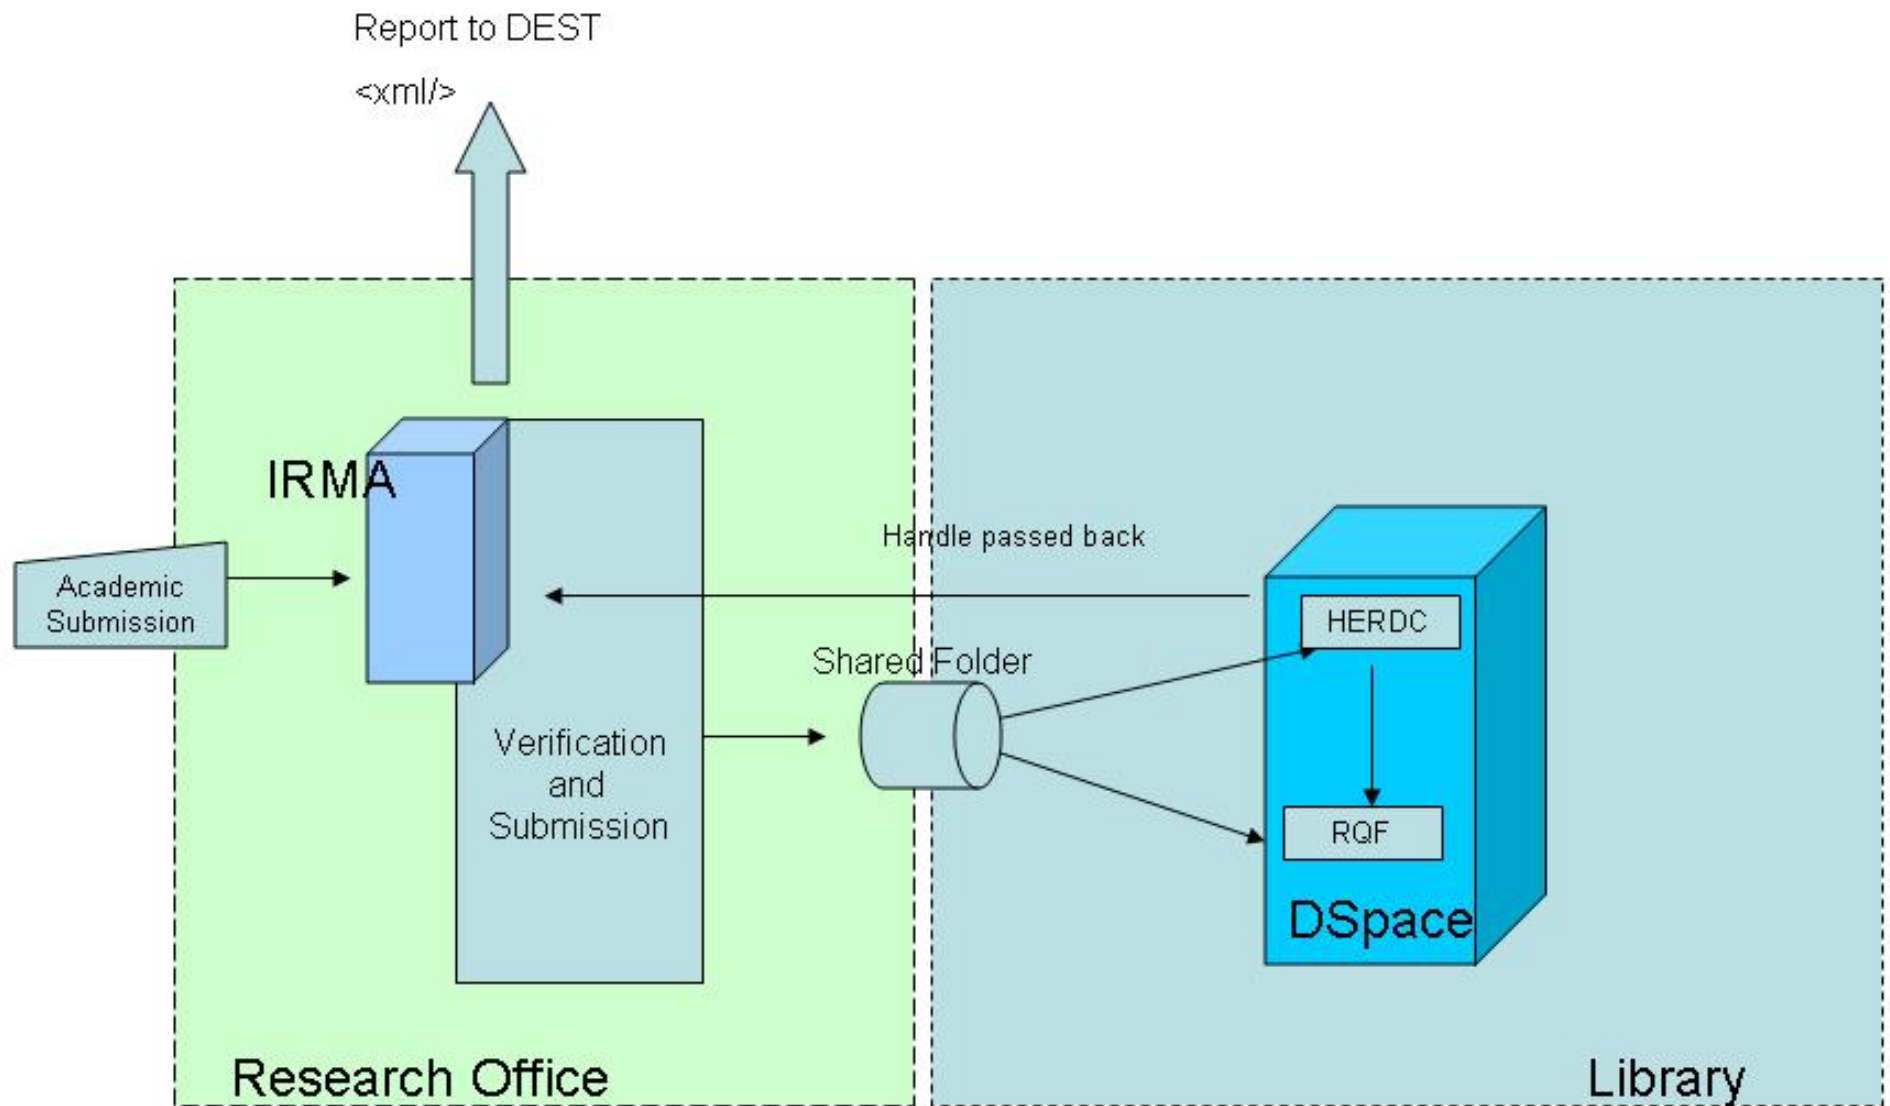 Report to DEST
<xml/>
IRMA
Handle passed back
Academic
Submission
HERDC
Shared Folder
Verification
and
Submission
RQF
DSpace
Research Office
Library